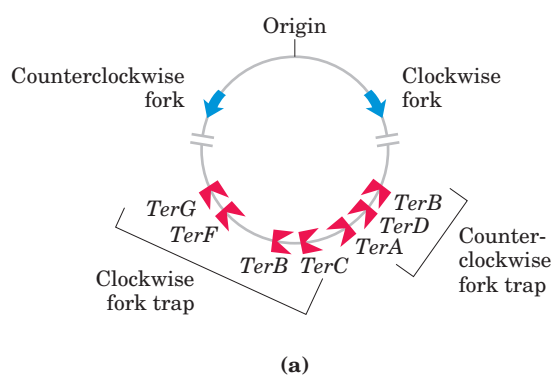 Origin
Counterclockwise
fork
Clockwise
fork
TerG
TerF
TerB
TerC
TerA
TerD
TerB
Clockwise
fork trap
Counter-
clockwise
fork trap
(a)